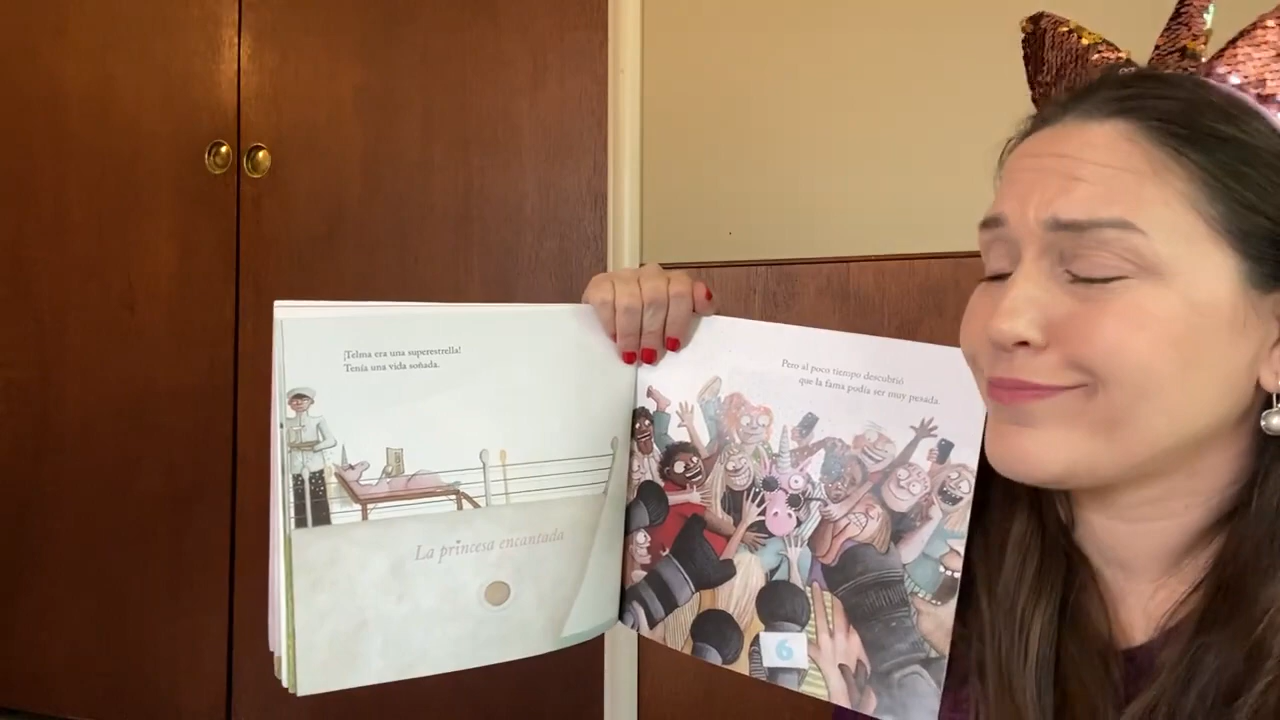 ¡Telma era una superestrella!
Tenía una vida soñada.
La princesa encantada
Pero al poco tiempo descubrió
que la fama podía ser muy pesada.
6